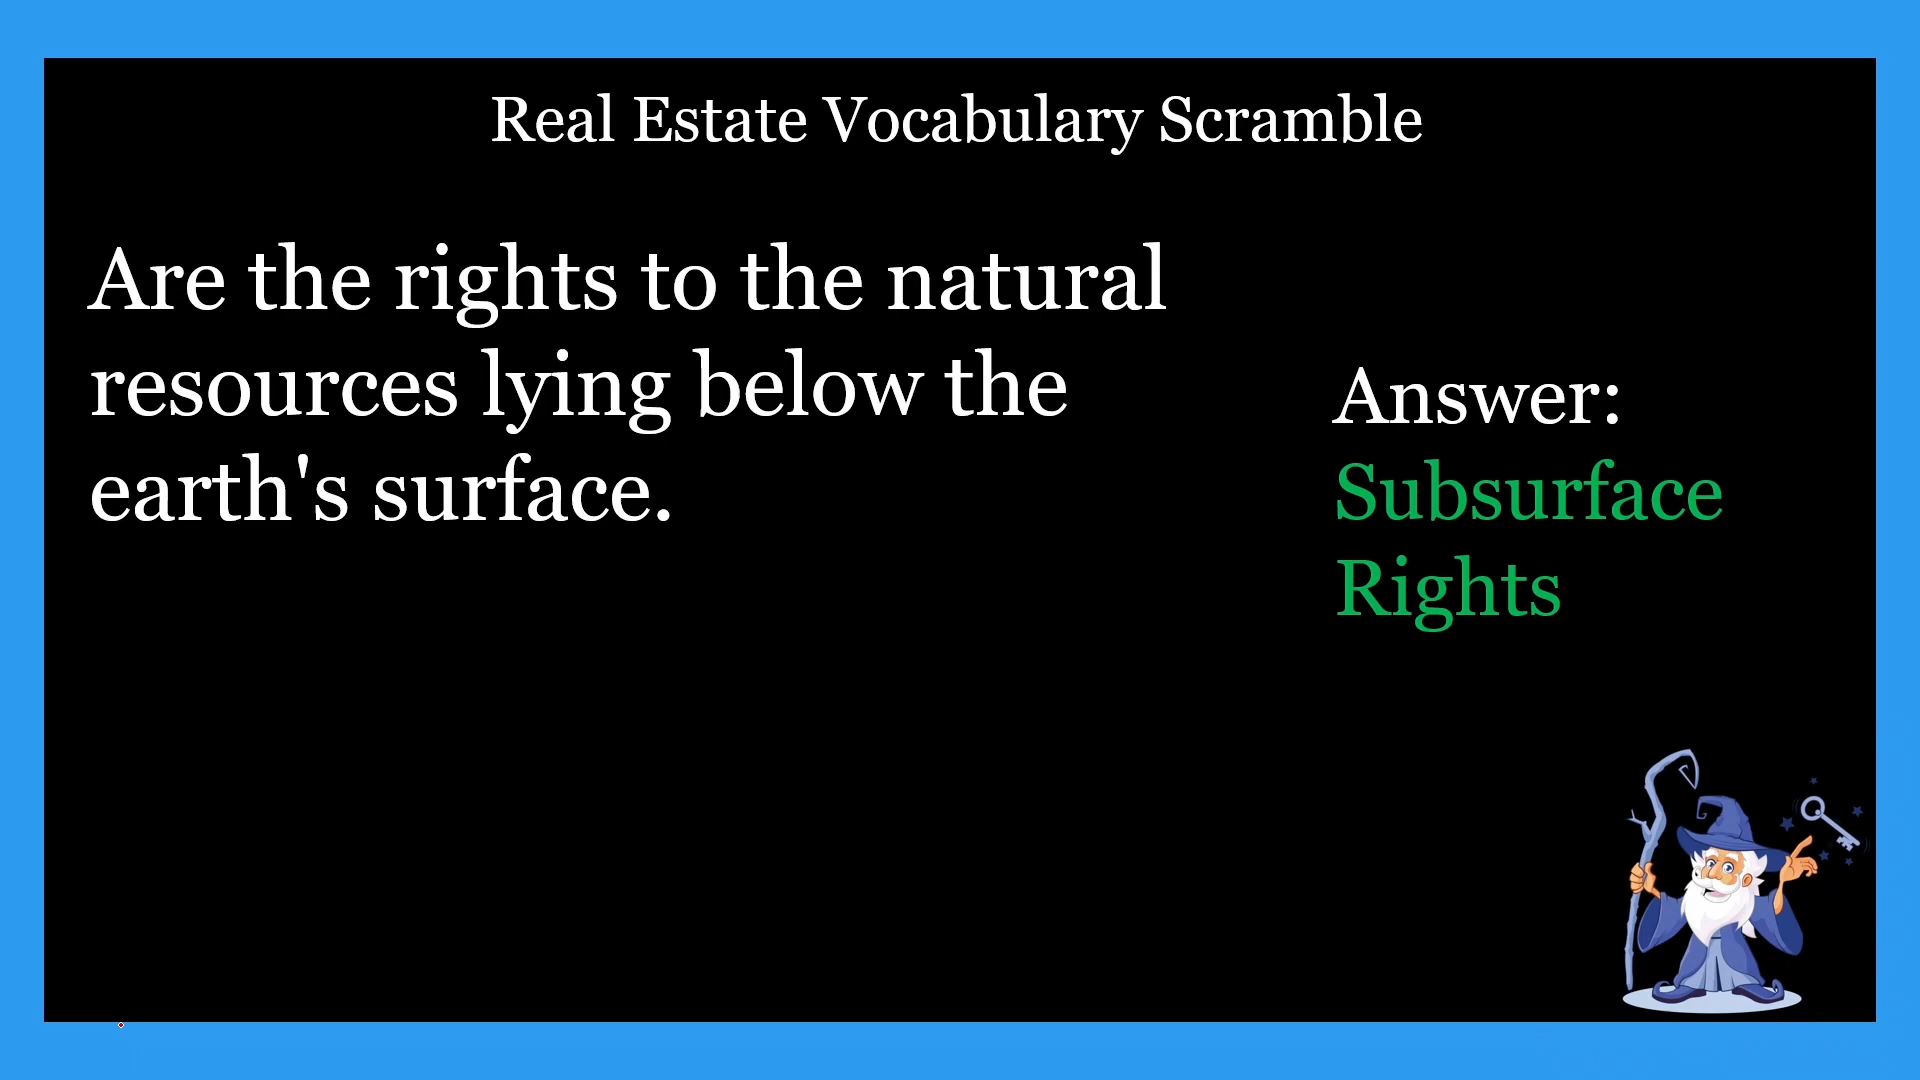 Real Estate Vocabulary Scramble
Are the rights to the natural
resources lying below the
earth's surface.
Answer:
Subsurface
Rights